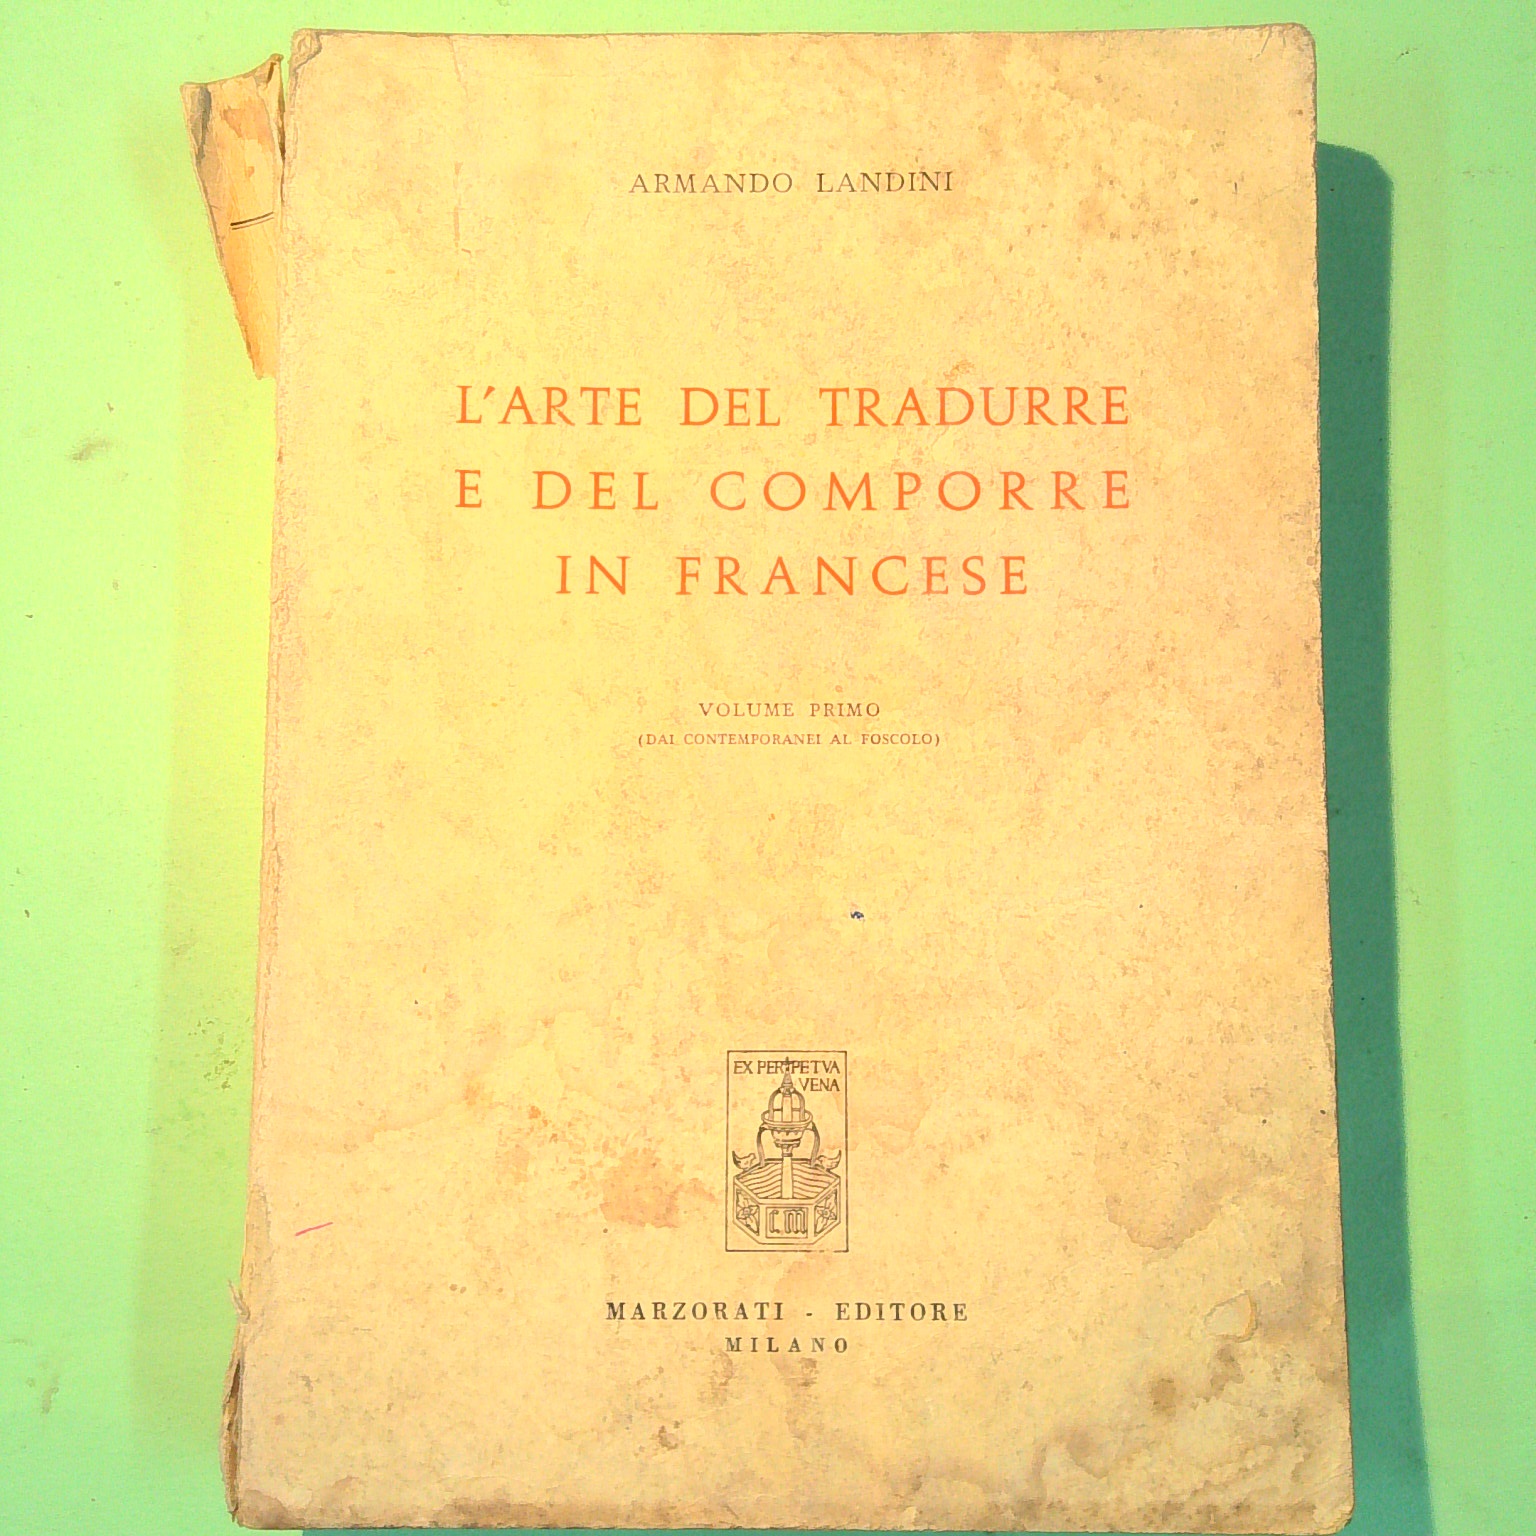 ARMANDO LANDINI
L'ARTE DEL TRADURRE
E DEL COMPORRE
IN FRANCESE
VOLUME PRIMO
(DAI CONTEMPORANEI AL FOSCOLO)
EX PERPETVA
VENA
CM
MARZORATI - EDITORE
MILANO